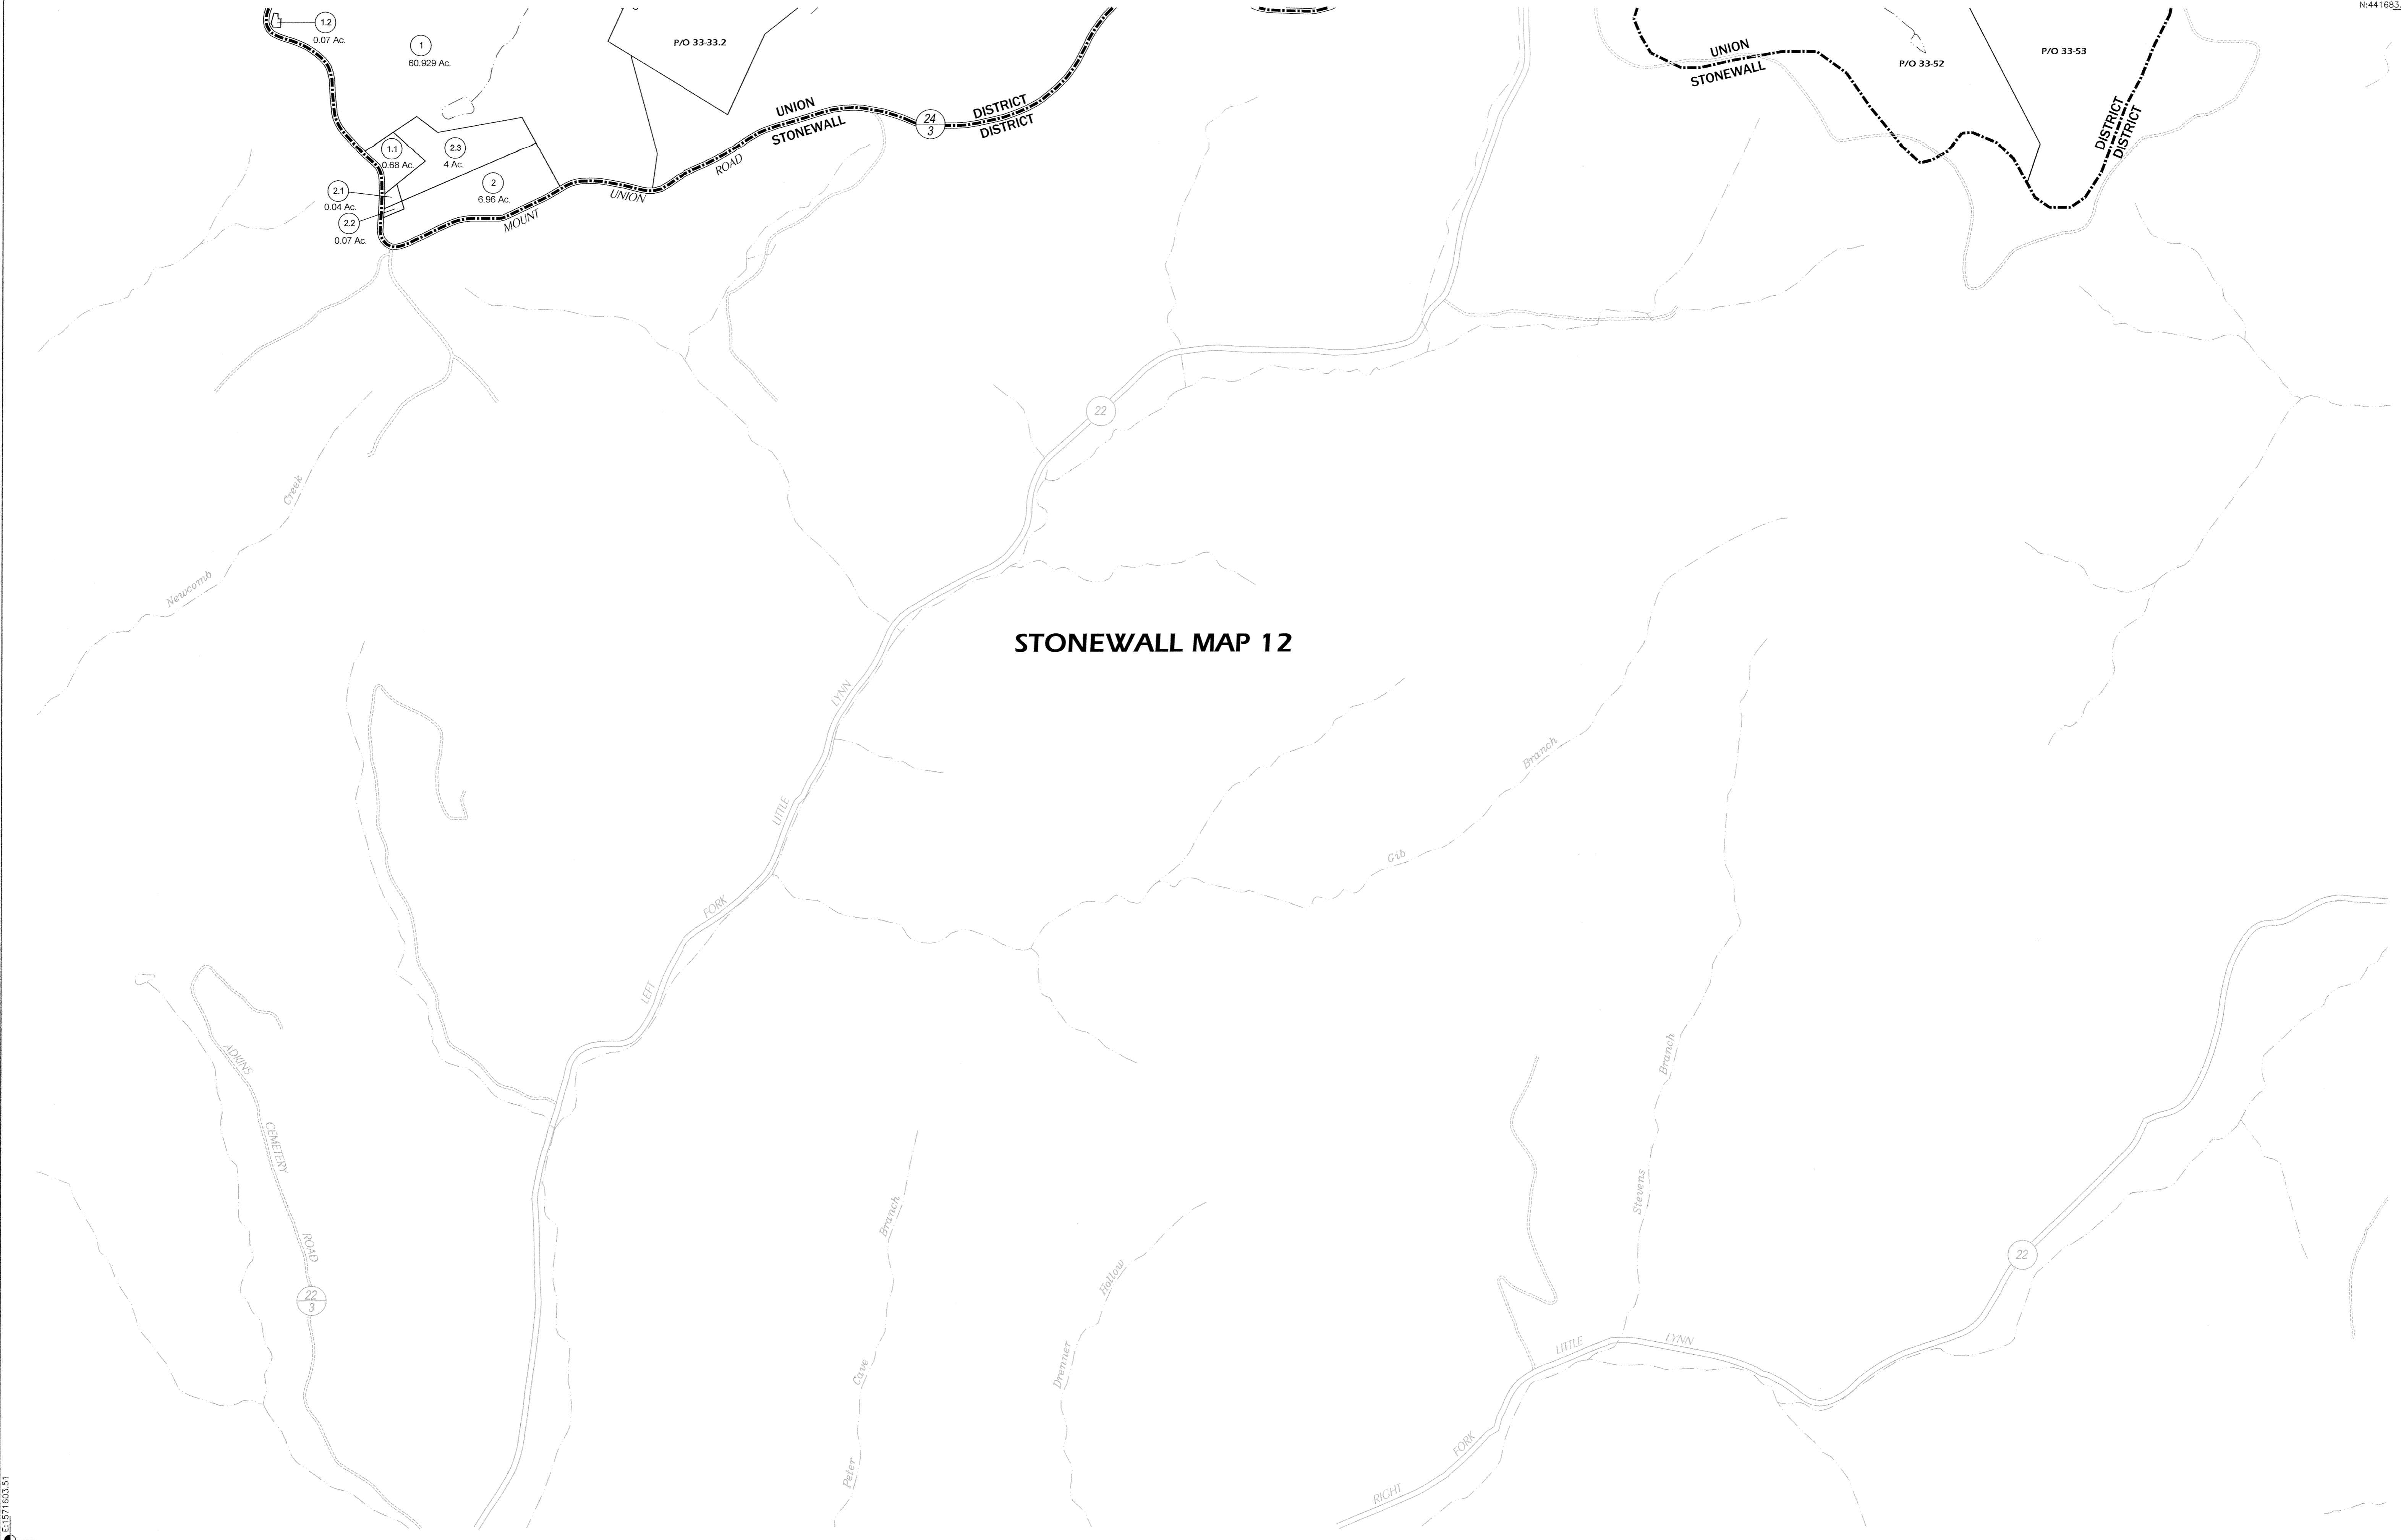 N:441683.
1.2
0.07 Ac.
1
60.929 Ac.
P/O 33-33.2
UNION
STONEWALL
P/O 33-52
P/O 33-53
UNION
STONEWALL
24
3
DISTRICT
DISTRICT
DISTRICT
DISTRICT
1.1
0.68 Ac.
2.3
4 Ac.
2.1
0.04 Ac.
2.2
0.07 Ac.
2
6.96 Ac.
MOUNT
UNION
ROAD
22
Newcomb
Creek
STONEWALL MAP 12
LYNN
LITTLE
FORK
LEFT
Gib
Branch
ADKINS
CEMETERY
ROAD
22
3
Peter
Cave
Branch
Drenner
Hollow
Stevens
Branch
22
RIGHT
FORK
LITTLE
LYNN
E:1571603.51